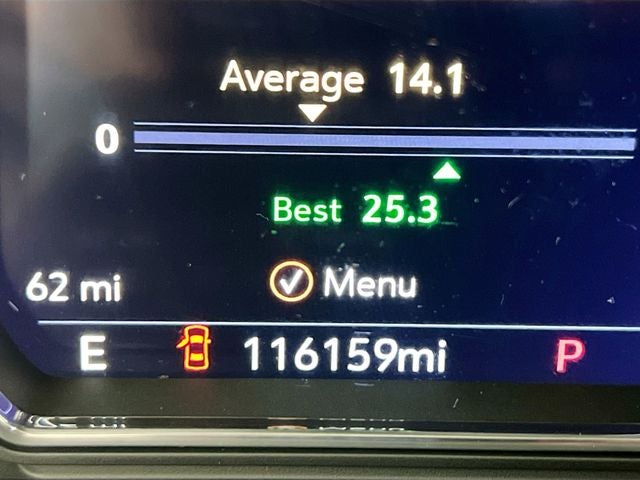 Average 14.1
0
Best 25.3
62 mi Menu
E 116159mi P